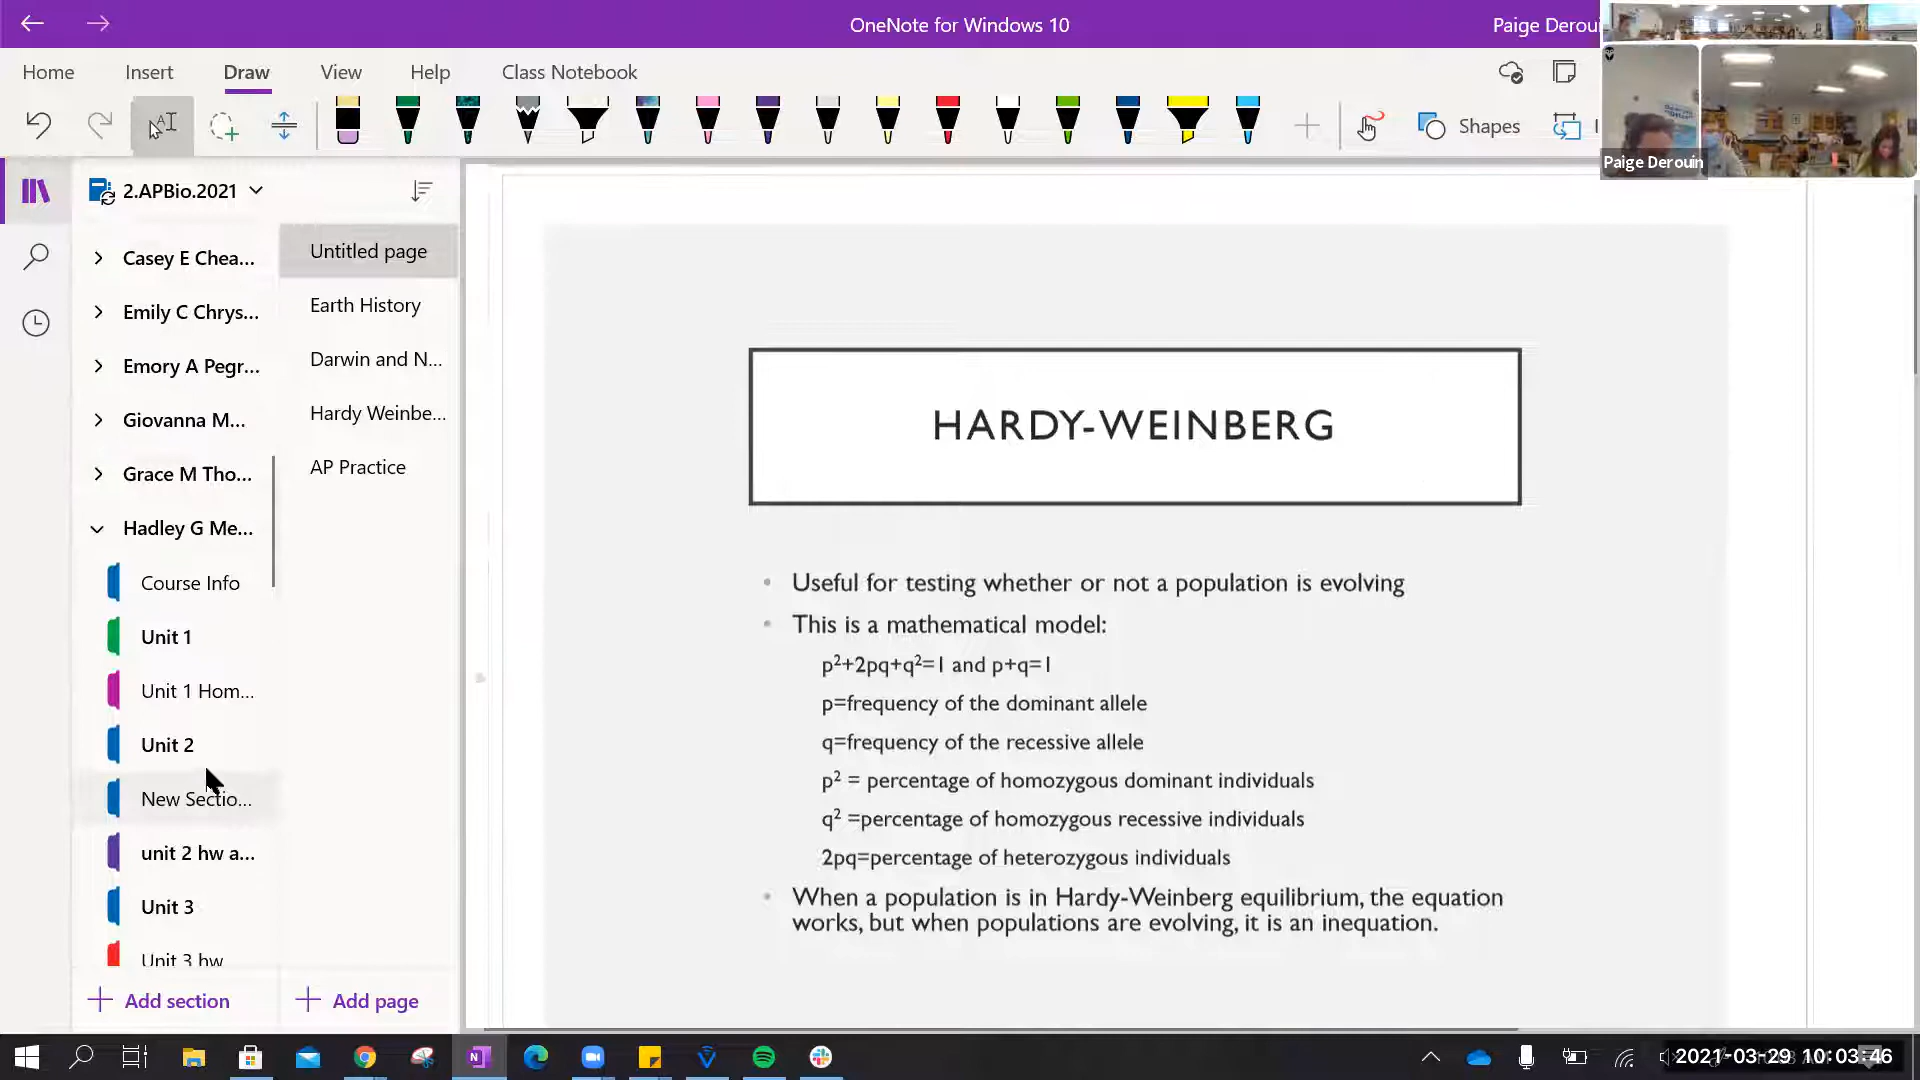 OneNote for Windows 10
Paige Deroui
Home Insert Draw View Help Class Notebook
Shapes
Paige Derouin
2.APBio.2021
Casey E Chea...
Emily C Chrys...
Emory A Pegr...
Giovanna M...
Grace M Tho...
Hadley G Me...
Course Info
Unit 1
Unit 1 Hom...
Unit 2
New Sectio...
unit 2 hw a...
Unit 3
Unit 3 hw
Add section
Untitled page
Earth History
Darwin and N...
Hardy Weinbe...
AP Practice
Add page
HARDY-WEINBERG
• Useful for testing whether or not a population is evolving
• This is a mathematical model:
p²+2pq+q²=1 and p+q=1
p=frequency of the dominant allele
q=frequency of the recessive allele
p² = percentage of homozygous dominant individuals
q² =percentage of homozygous recessive individuals
2pq=percentage of heterozygous individuals
• When a population is in Hardy-Weinberg equilibrium, the equation
works, but when populations are evolving, it is an inequation.
2021-03-29 10:03:46